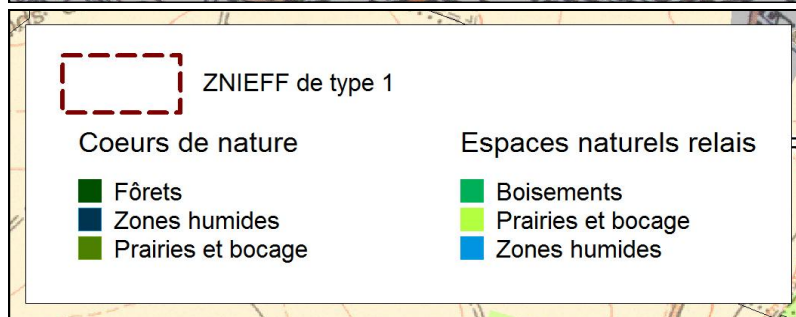 ZNIEFF de type 1
Coeurs de nature
Fôrets
Zones humides
Prairies et bocage
Espaces naturels relais
Boisements
Prairies et bocage
Zones humides